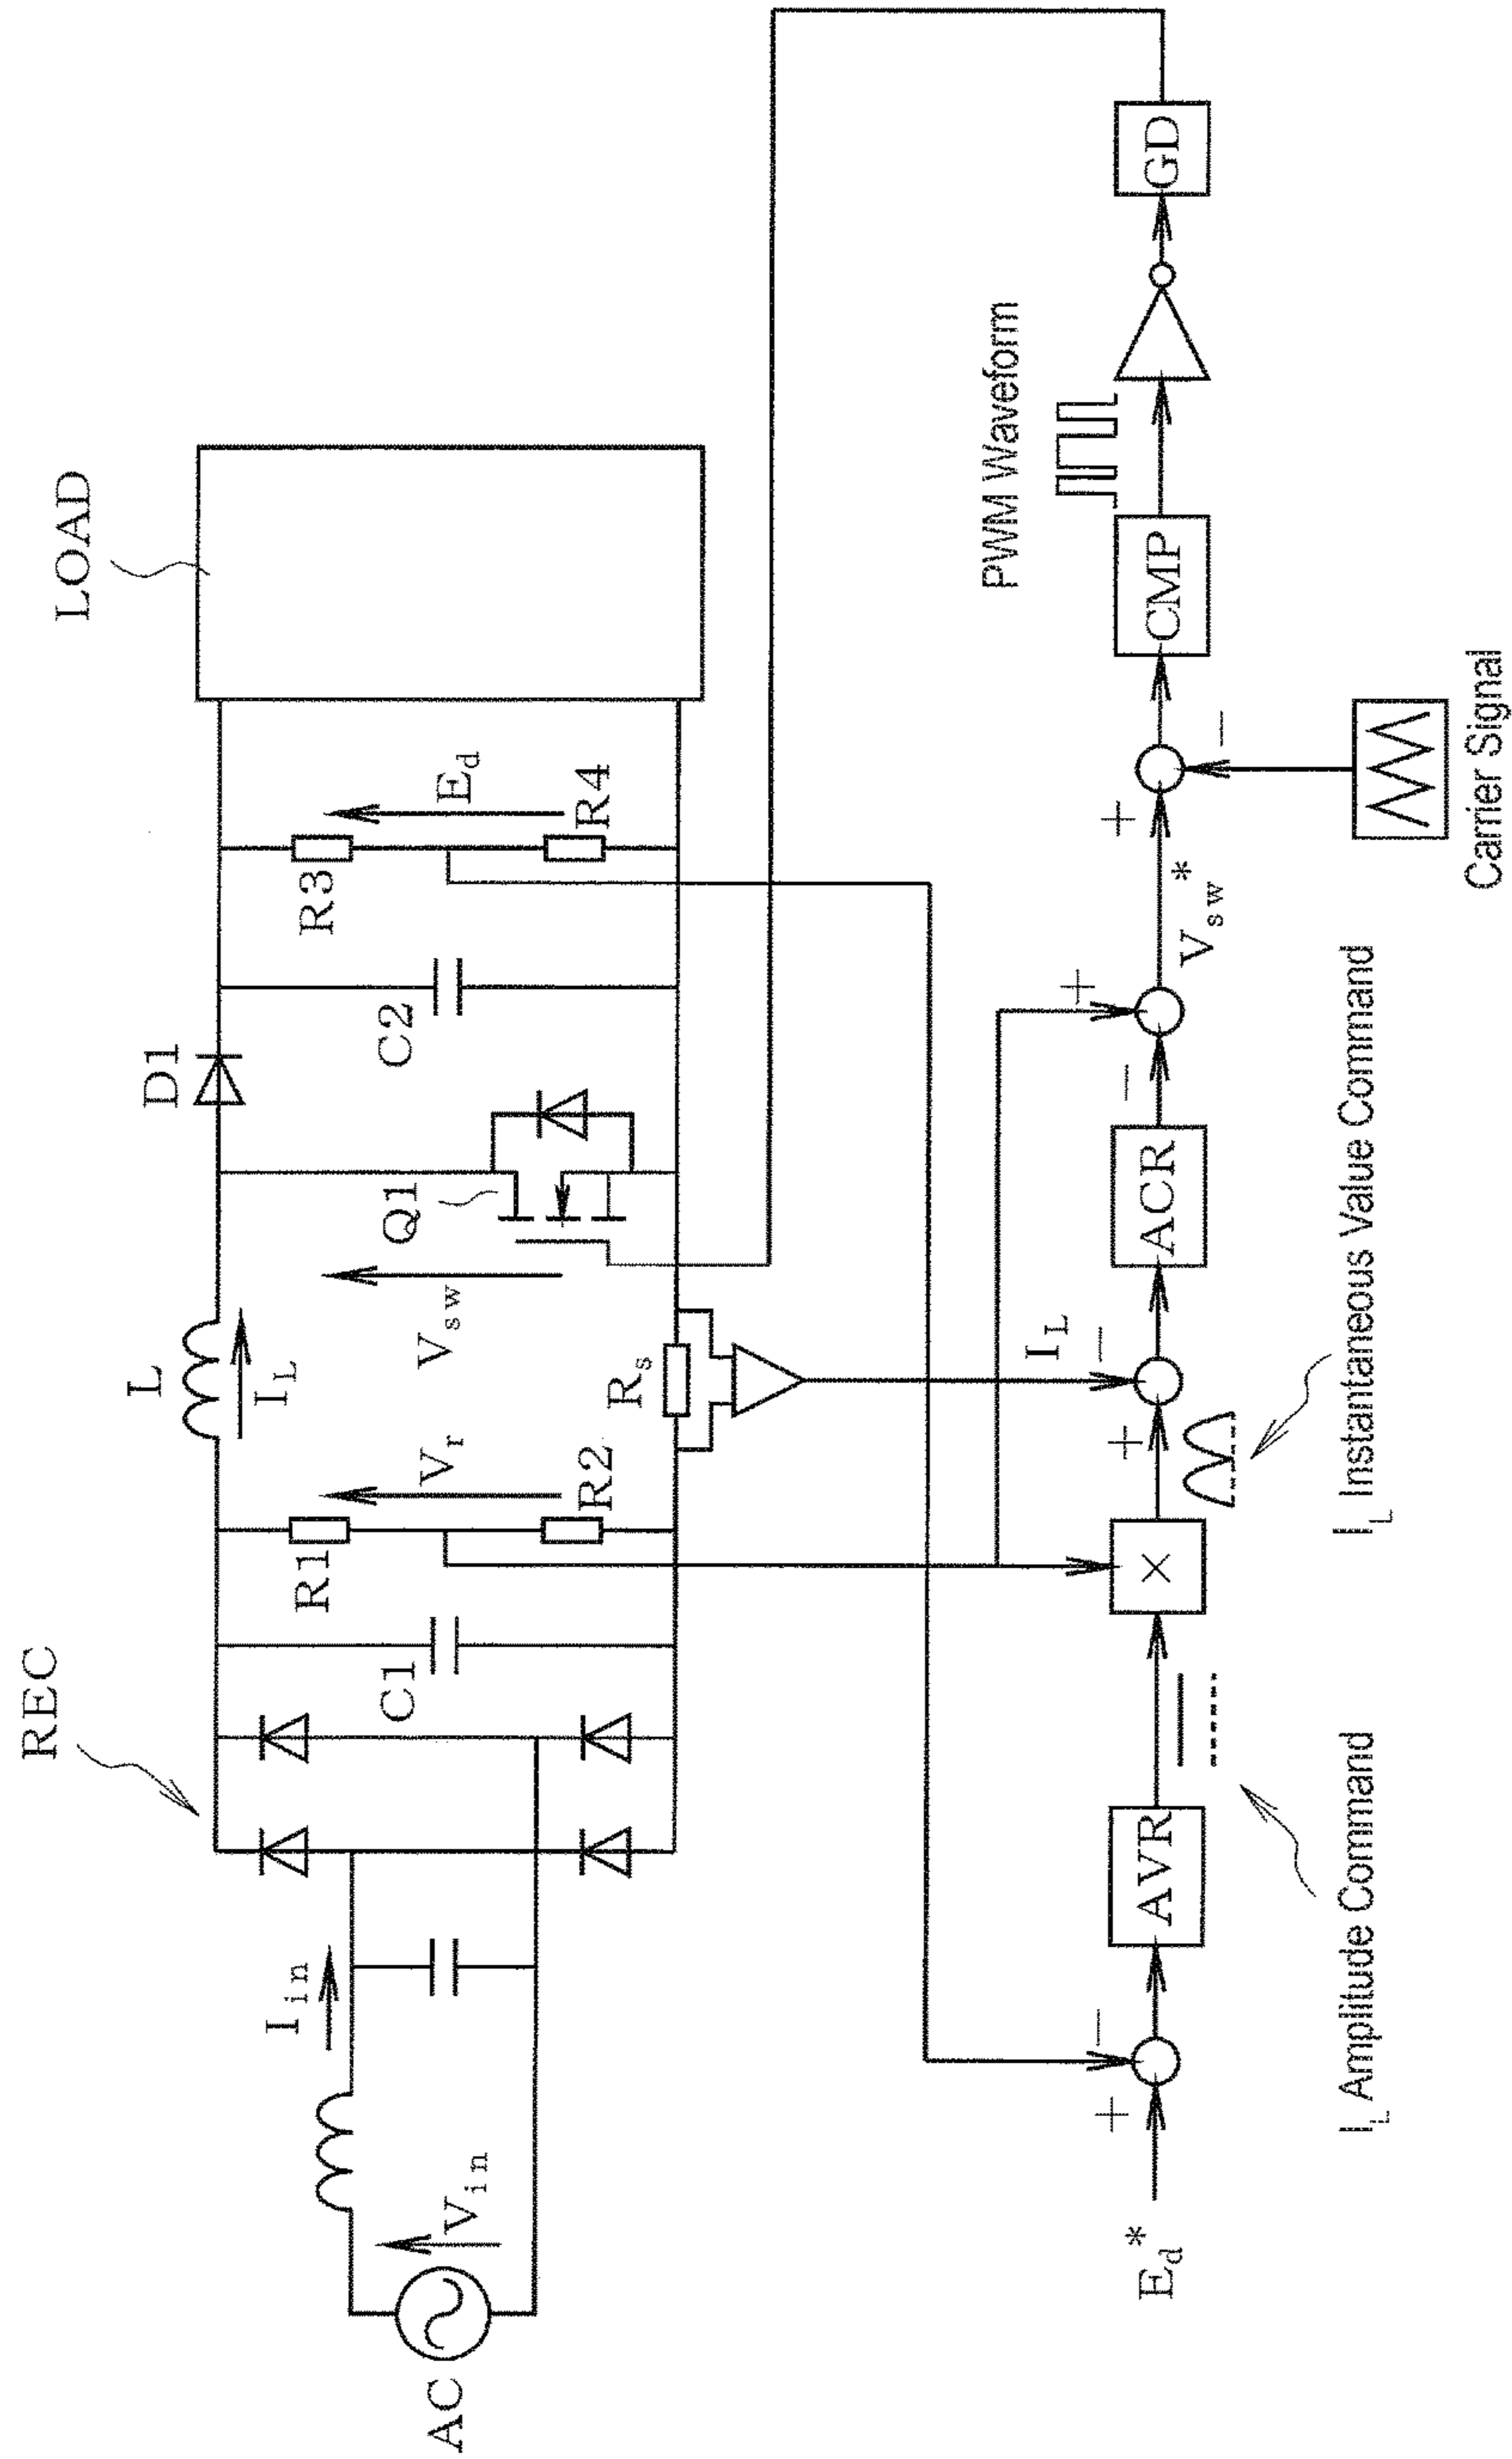 REC
LOAD
L
D1
I_L
I_in
R1
V_r
V_sw
Q1
R3
E_d
AC
V_in
C1
R2
R_s
C2
R4
PWM Waveform
I_L
E_d*
+
−
AVR
×
+
−
ACR
−
+
V_sw*
+
−
CMP
GD
I_L Amplitude Command
I_L Instantaneous Value Command
Carrier Signal